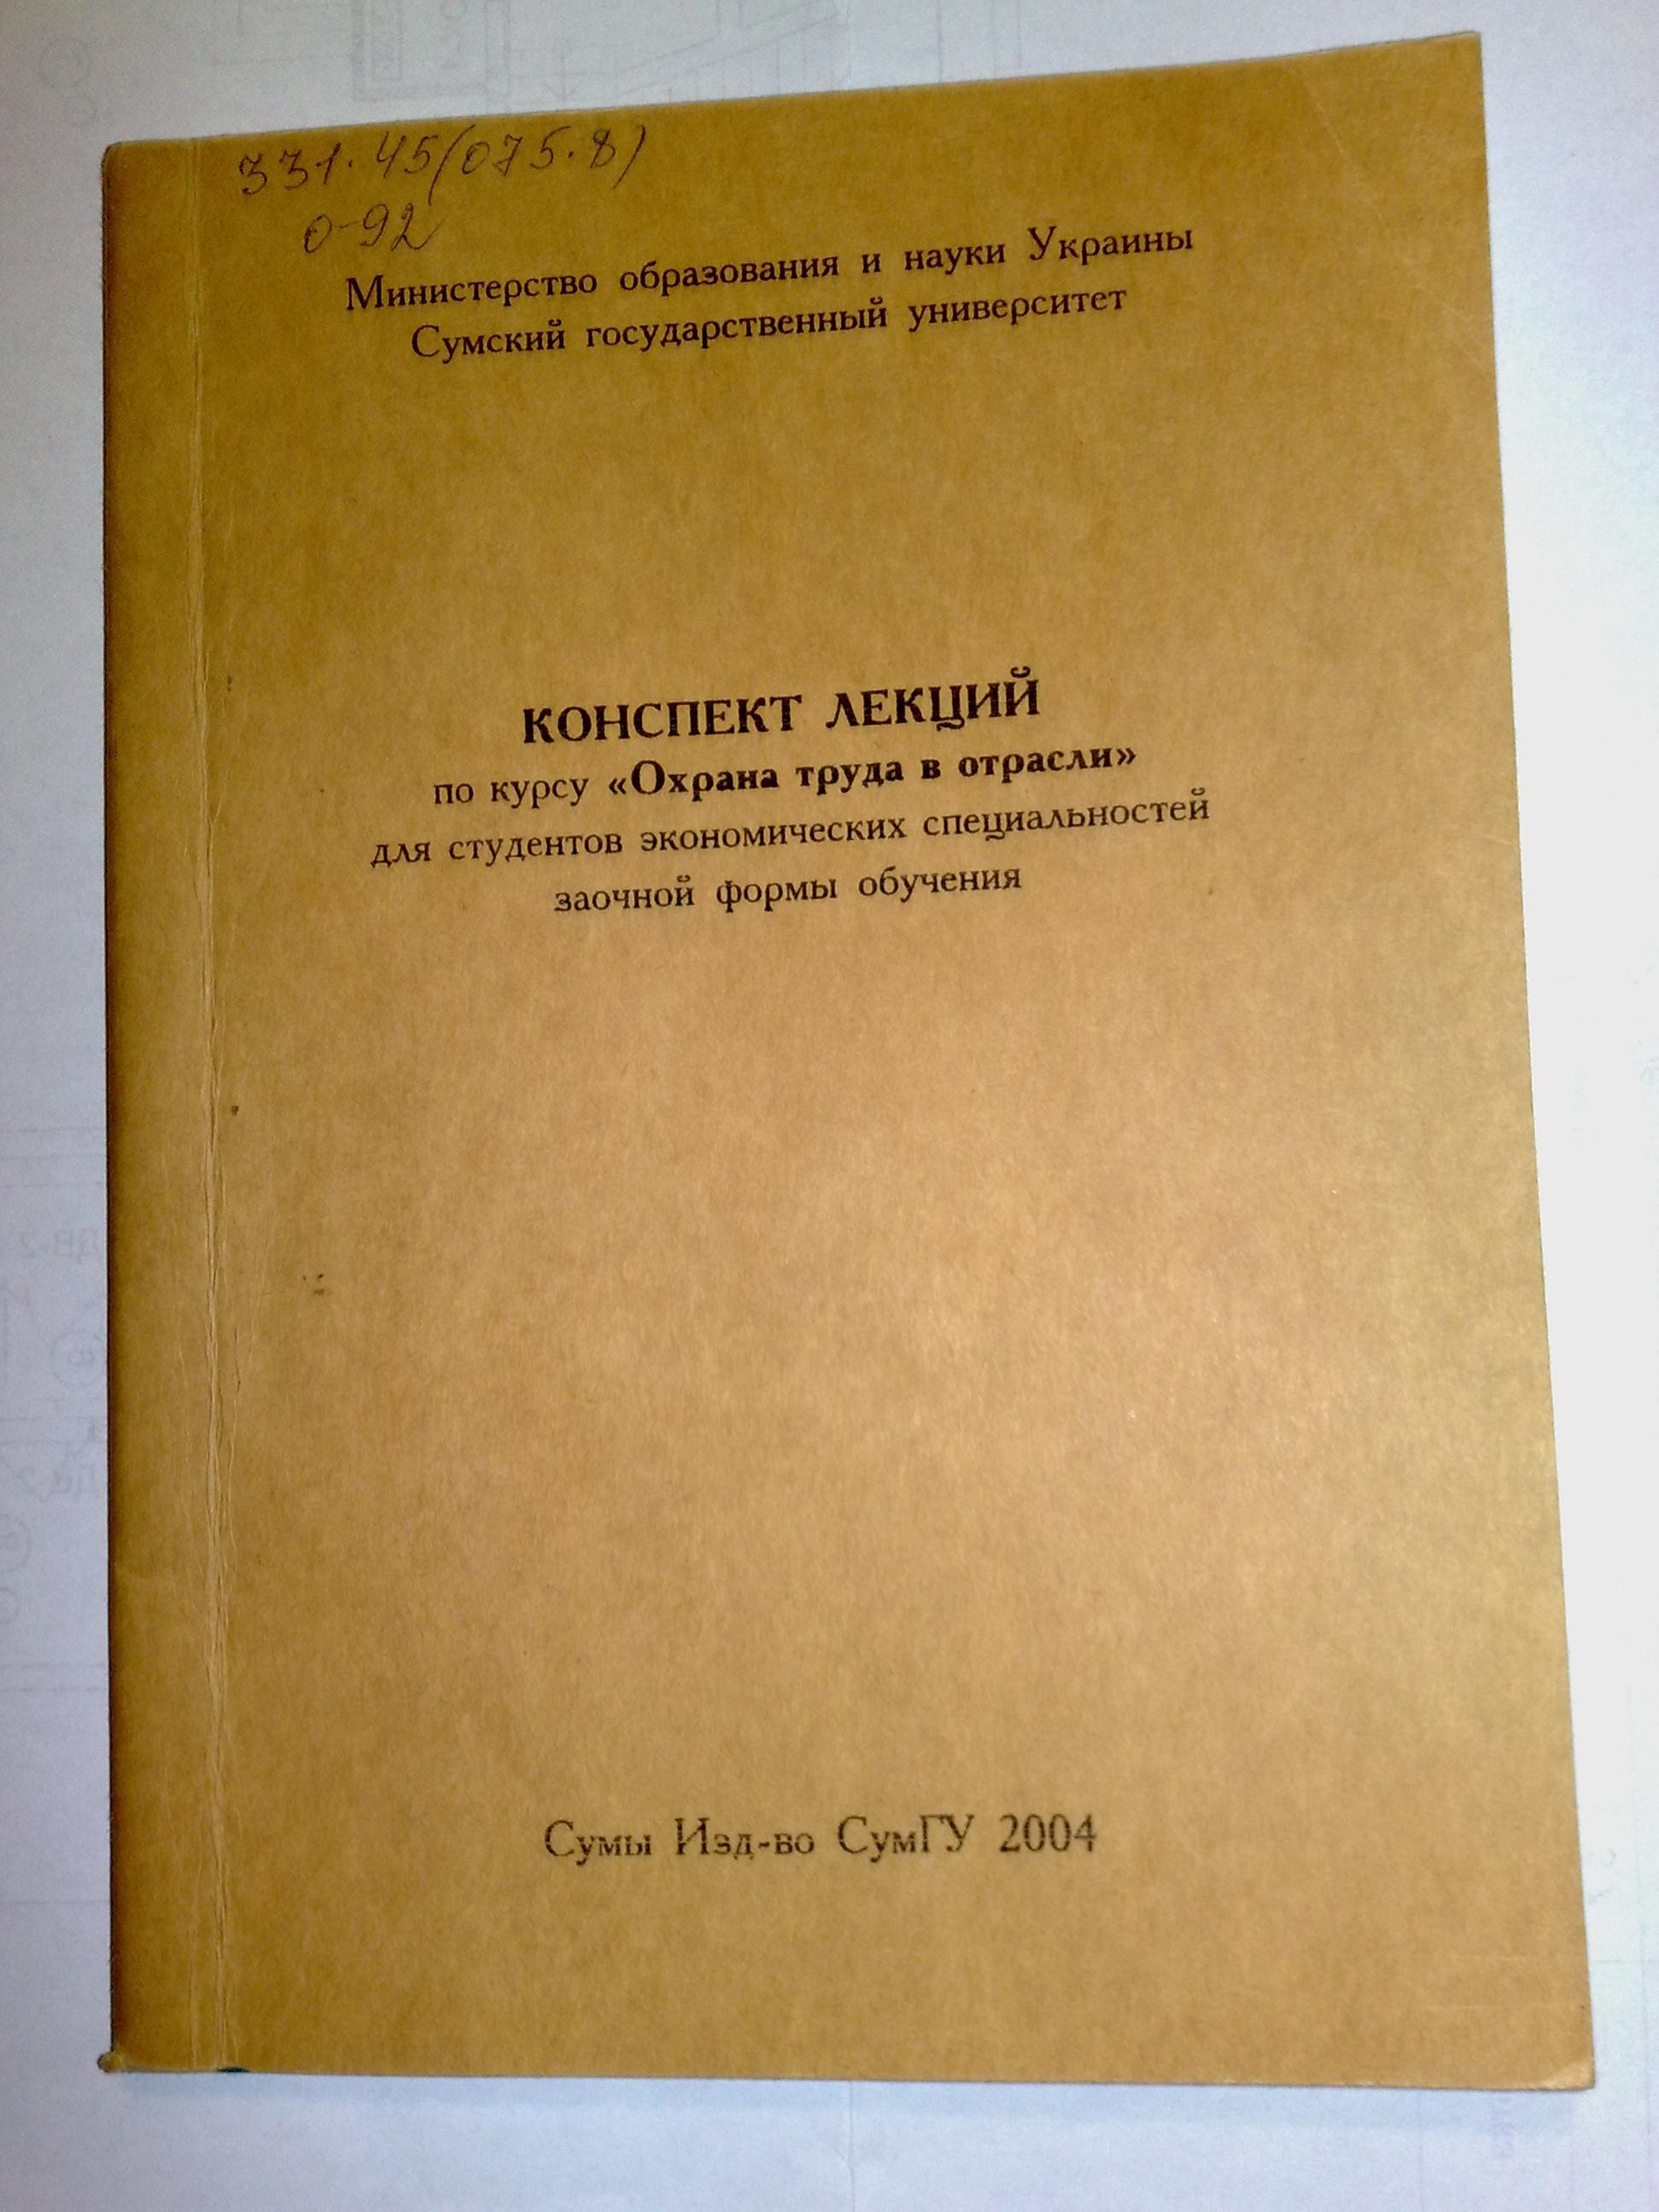 331.45(075.8)
О-92
Министерство образования и науки Украины
Сумский государственный университет
КОНСПЕКТ ЛЕКЦИЙ
по курсу «Охрана труда в отрасли»
для студентов экономических специальностей
заочной формы обучения
Сумы Изд-во СумГУ 2004